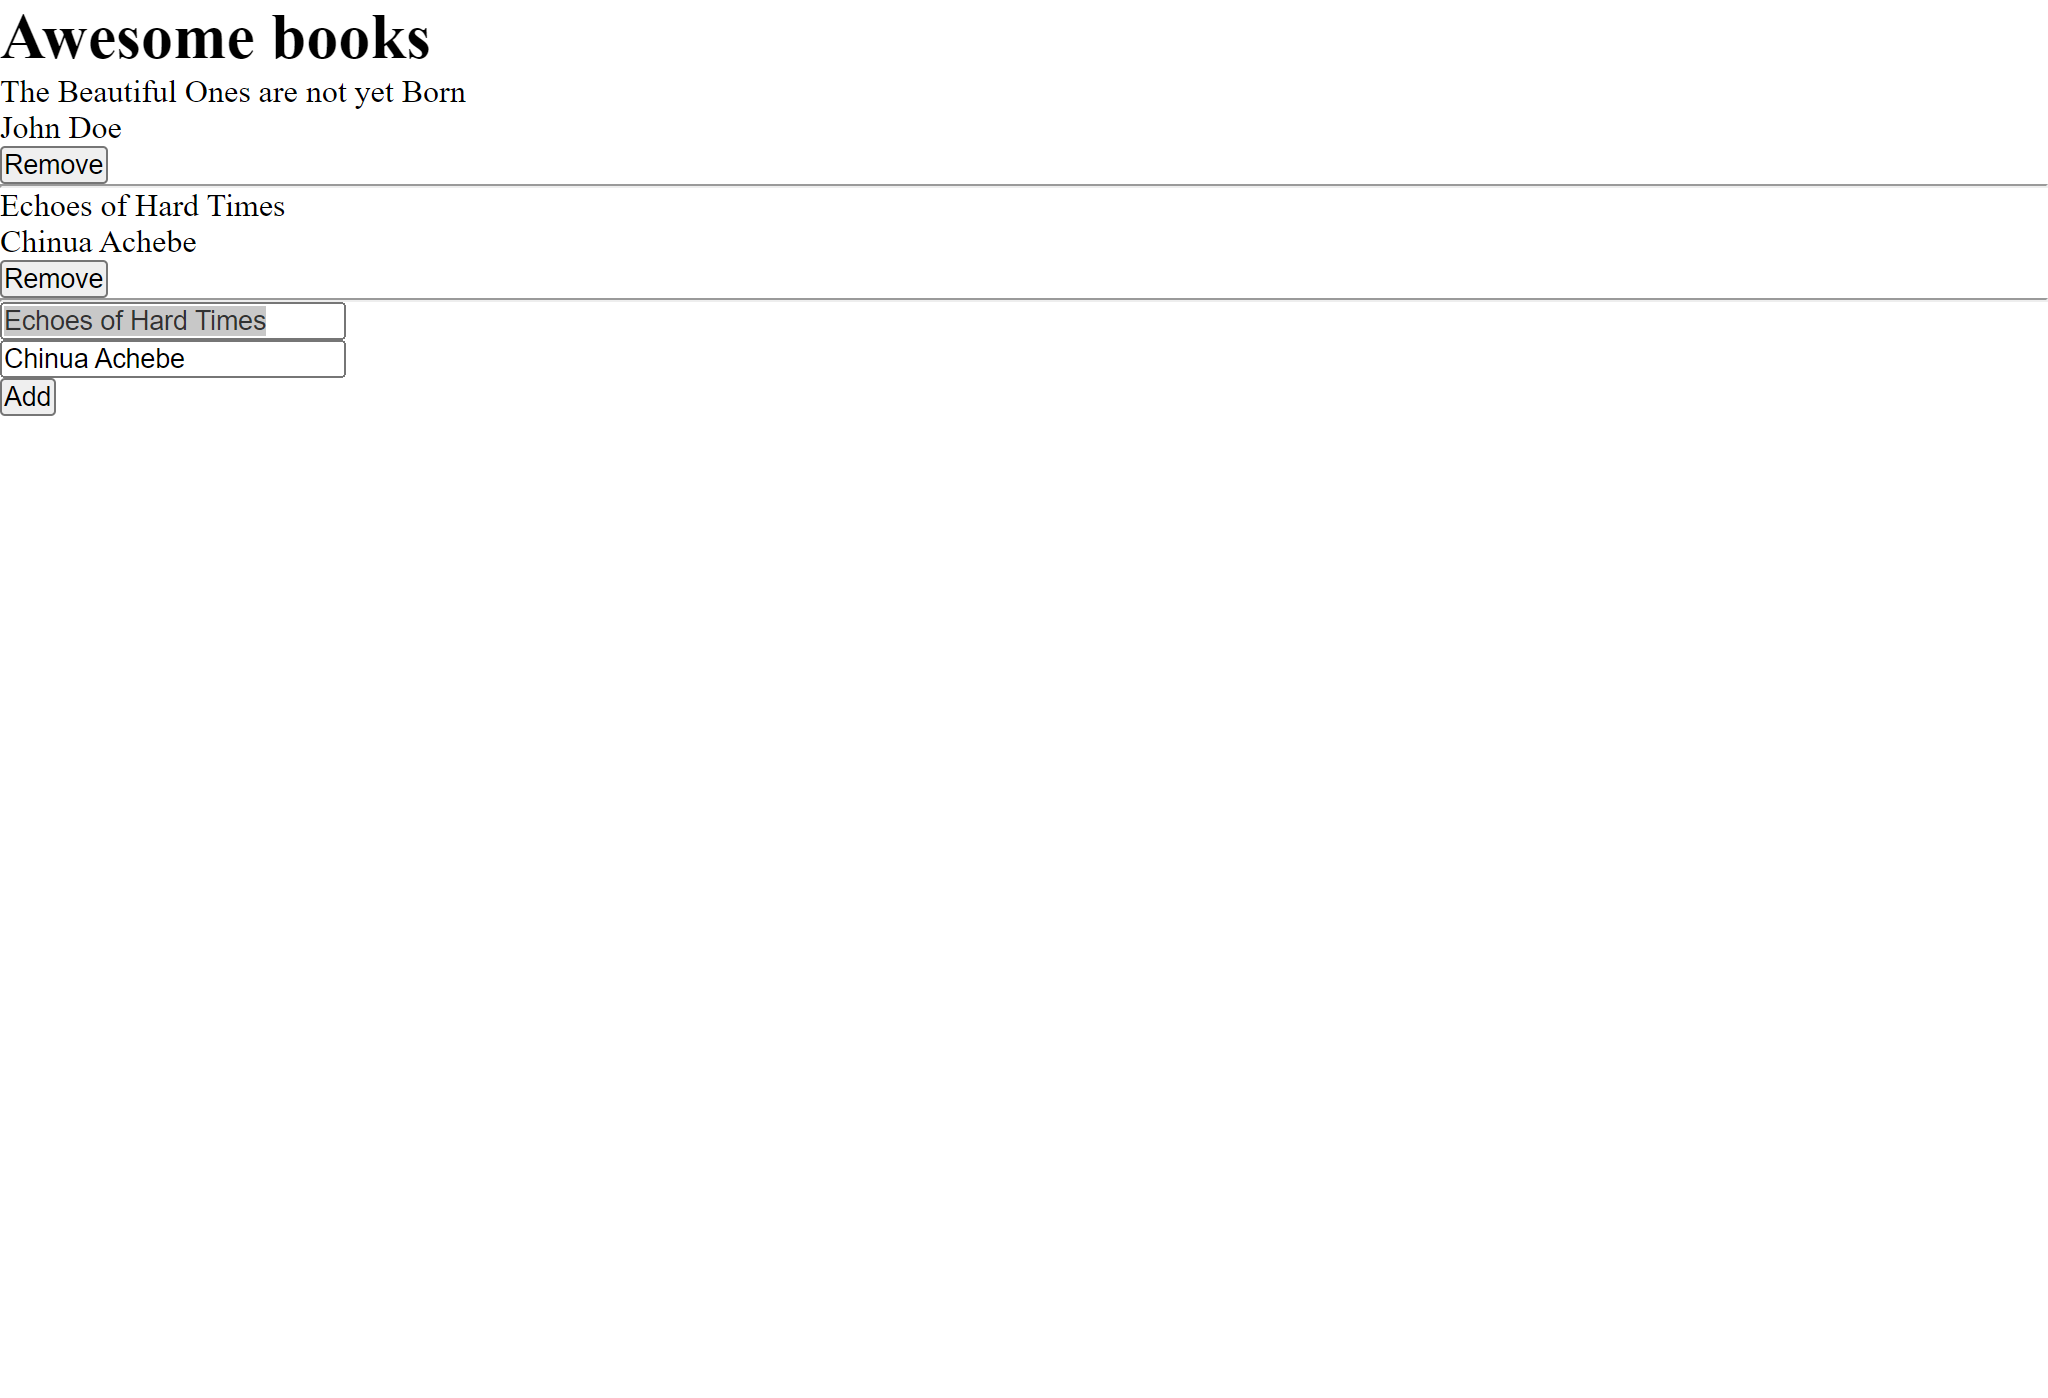 Awesome books
The Beautiful Ones are not yet Born
John Doe
Remove
Echoes of Hard Times
Chinua Achebe
Remove
Echoes of Hard Times
Chinua Achebe
Add